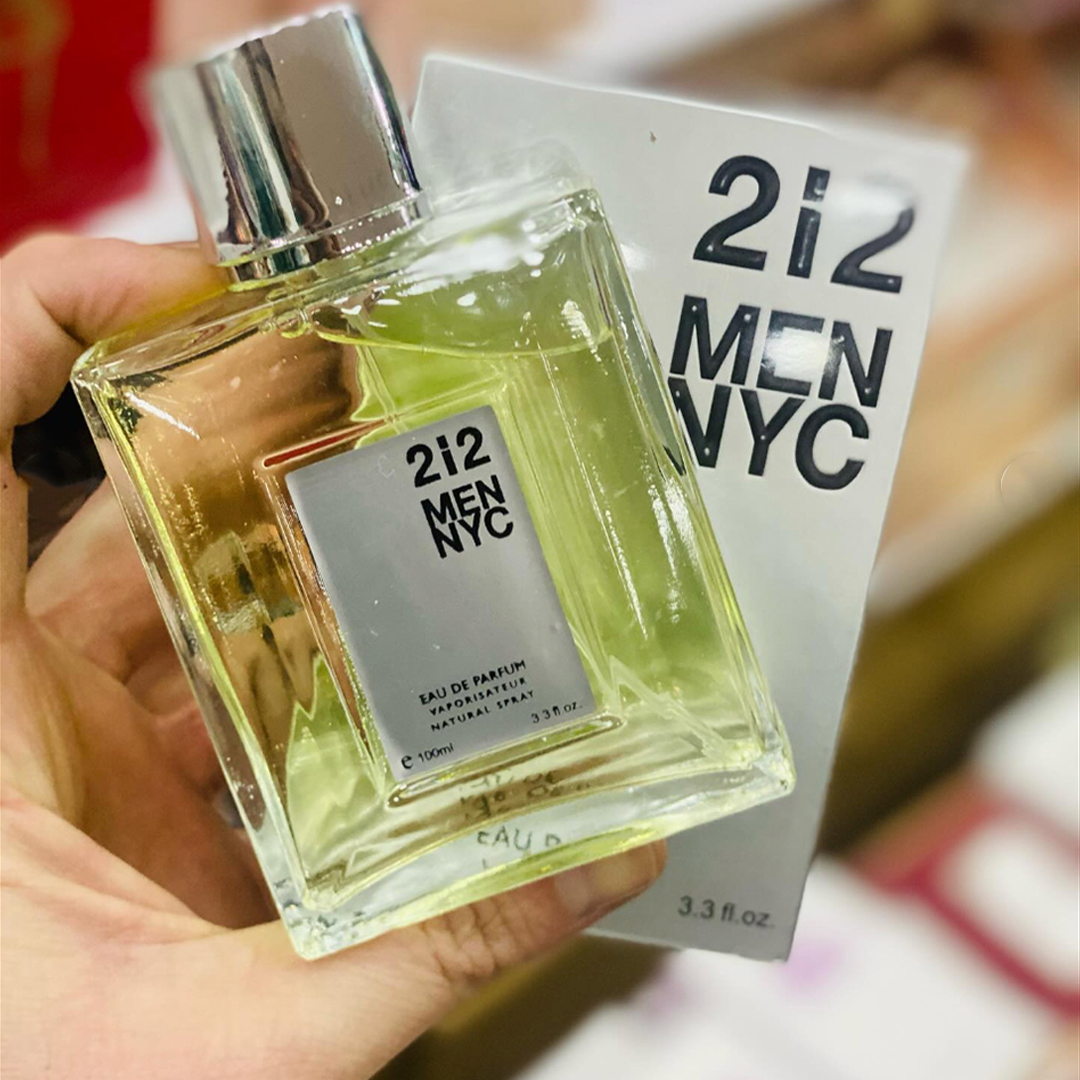 2i2
MEN
NYC
EAU DE PARFUM
VAPORISATEUR
NATURAL SPRAY
3.3 fl.oz.
e 100ml
2i2
MEN
NYC
3.3 fl.oz.